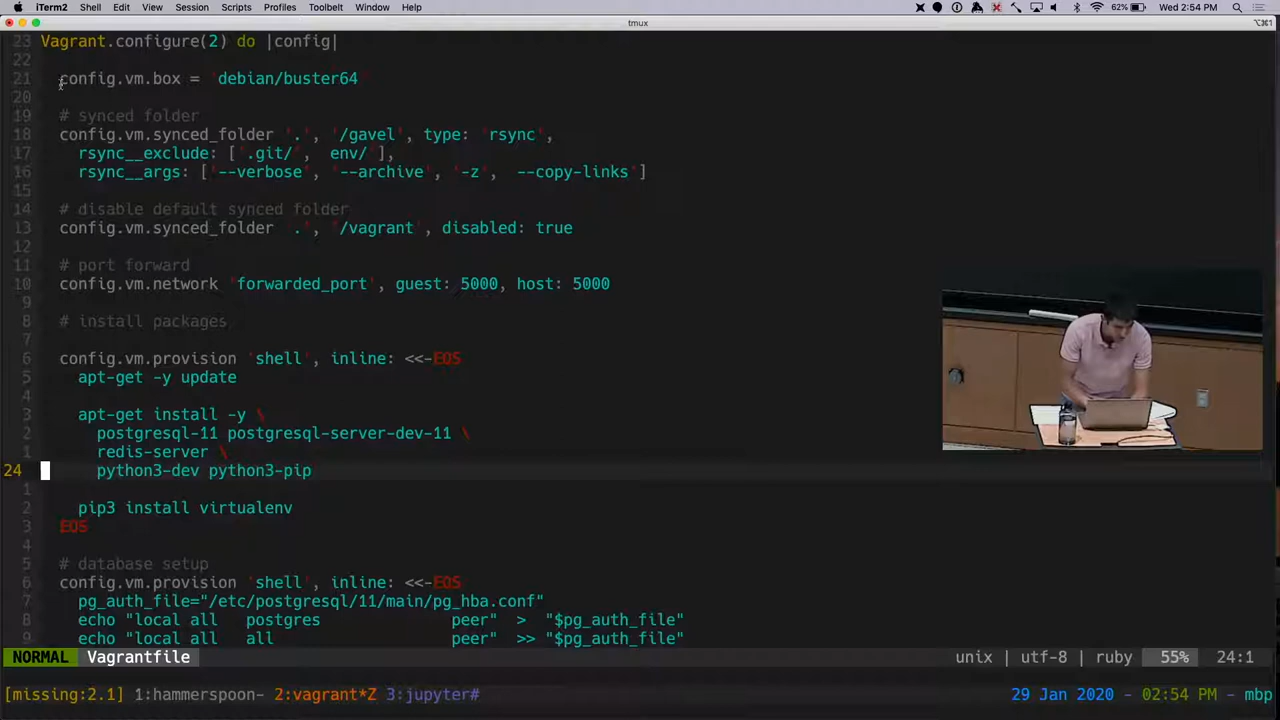 iTerm2 Shell Edit View Session Scripts Profiles Toolbelt Window Help 62% Wed 2:54 PM
tmux ⌥⌘1
23 Vagrant.configure(2) do |config|
22
21 config.vm.box = 'debian/buster64'
20
19 # synced folder
18 config.vm.synced_folder '.', '/gavel', type: 'rsync',
17 rsync__exclude: ['.git/', 'env/'],
16 rsync__args: ['--verbose', '--archive', '-z', '--copy-links']
15
14 # disable default synced folder
13 config.vm.synced_folder '.', '/vagrant', disabled: true
12
11 # port forward
10 config.vm.network 'forwarded_port', guest: 5000, host: 5000
9
8 # install packages
7
6 config.vm.provision 'shell', inline: <<-EOS
5 apt-get -y update
4
3 apt-get install -y \
2 postgresql-11 postgresql-server-dev-11 \
1 redis-server \
24 python3-dev python3-pip
1
2 pip3 install virtualenv
3 EOS
4
5 # database setup
6 config.vm.provision 'shell', inline: <<-EOS
7 pg_auth_file="/etc/postgresql/11/main/pg_hba.conf"
8 echo "local all postgres peer" > "$pg_auth_file"
9 echo "local all all peer" >> "$pg_auth_file"
NORMAL Vagrantfile unix | utf-8 | ruby 55% 24:1
[missing:2.1] 1:hammerspoon- 2:vagrant*Z 3:jupyter# 29 Jan 2020 - 02:54 PM - mbp